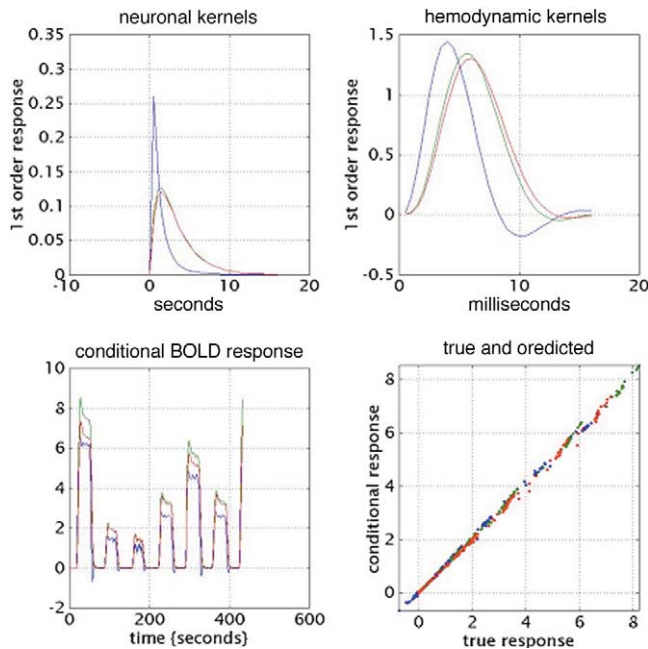 neuronal kernels
0.35
0.3
0.25
0.2
0.15
0.1
0.05
0
1st order response
-10 0 10 20
seconds
hemodynamic kernels
1.5
1
0.5
0
-0.5
1st order response
0 10 20
milliseconds
conditional BOLD response
10
8
6
4
2
0
-2
0 200 400 600
time {seconds}
true and oredicted
8
6
4
2
0
conditional response
0 2 4 6 8
true response